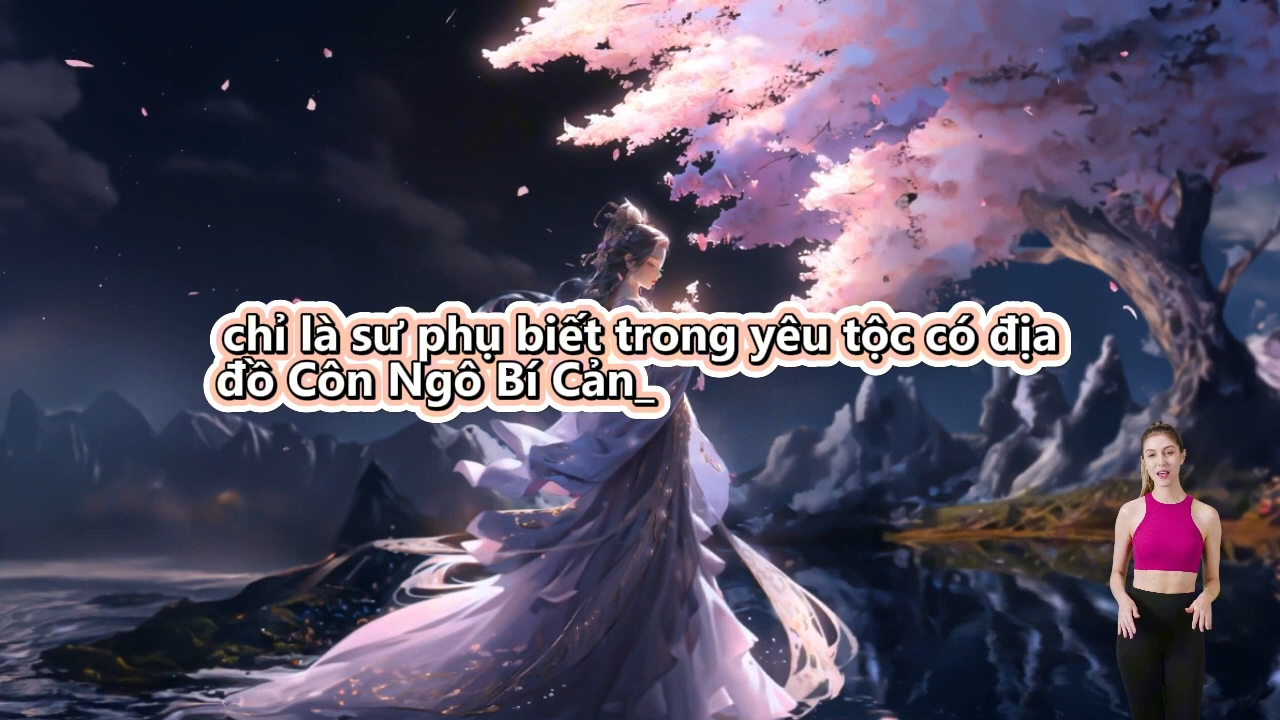 chỉ là sư phụ biết trong yêu tộc có địa
đồ Côn Ngô Bí Cản_